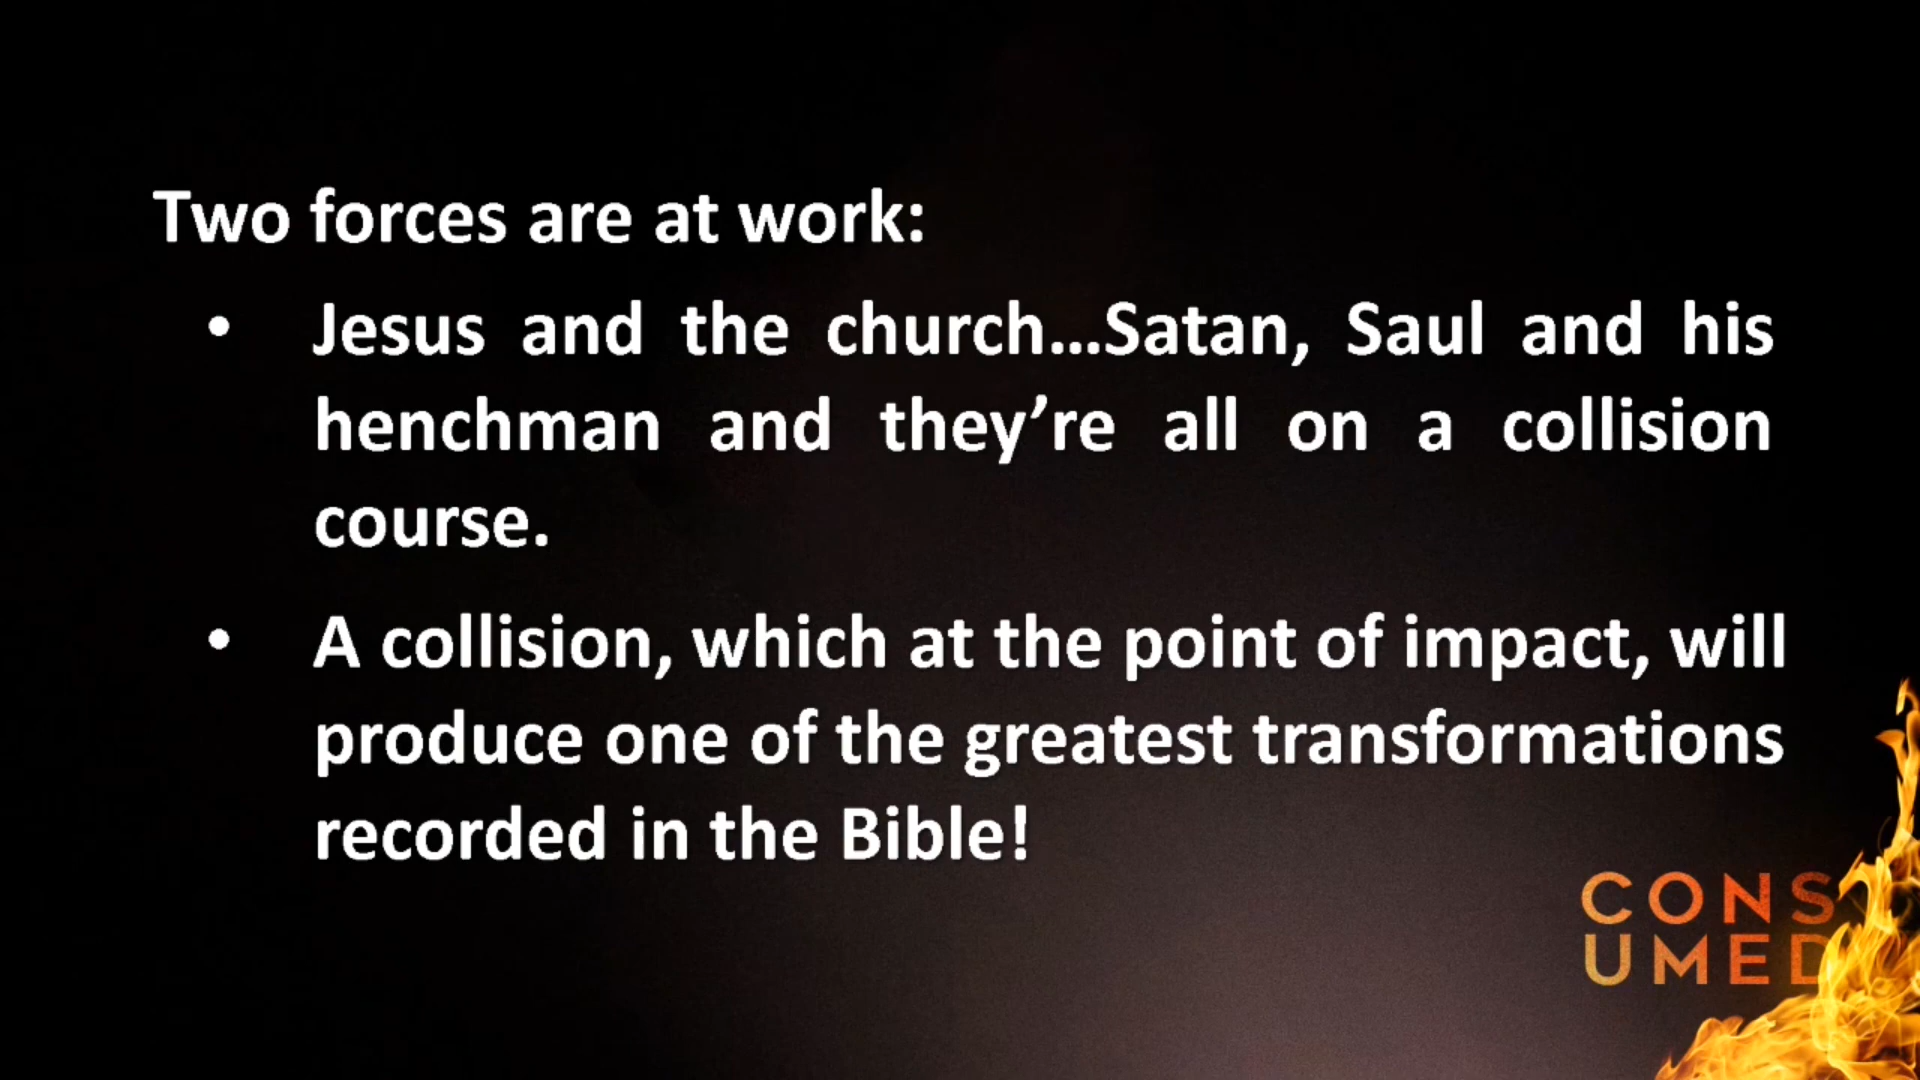 Two forces are at work:
• Jesus and the church...Satan, Saul and his
henchman and they’re all on a collision
course.
• A collision, which at the point of impact, will
produce one of the greatest transformations
recorded in the Bible!
CONS
UMED